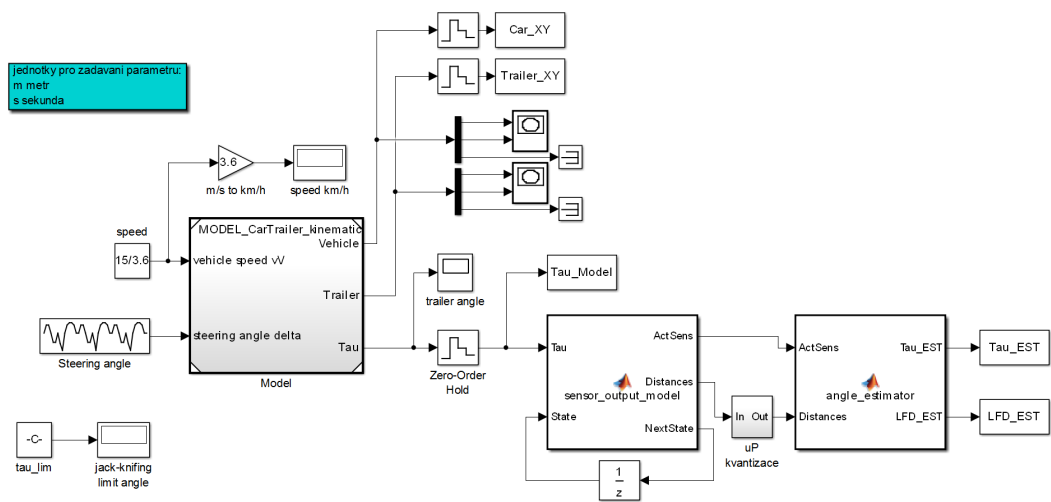 Car_XY
Trailer_XY
jednotky pro zadavani parametru:
m metr
s sekunda
3.6
m/s to km/h
speed km/h
speed
15/3.6
MODEL_CarTrailer_kinematic
Vehicle
vehicle speed vV
Trailer
steering angle delta
Tau
Model
Steering angle
trailer angle
Zero-Order
Hold
Tau_Model
Tau
ActSens
Distances
sensor_output_model
State
NextState
1
z
In Out
uP
kvantizace
ActSens
Tau_EST
angle_estimator
Distances
LFD_EST
Tau_EST
LFD_EST
-C-
tau_lim
jack-knifing
limit angle